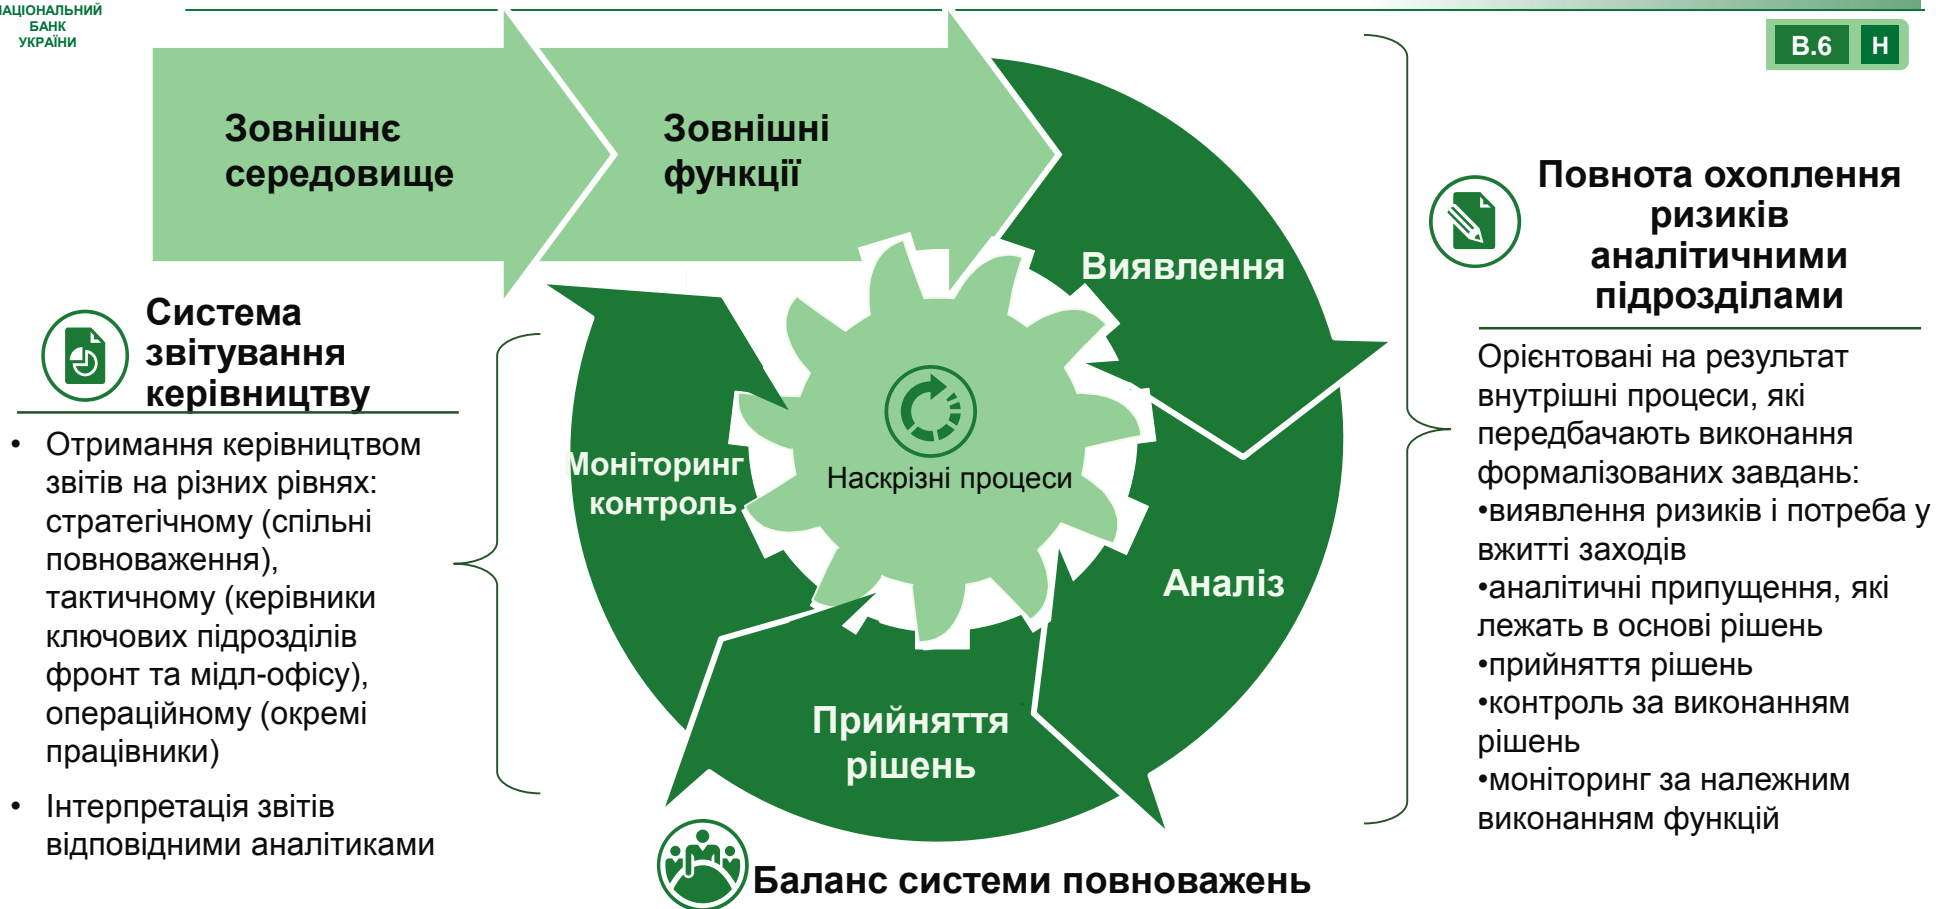 НАЦІОНАЛЬНИЙ
БАНК
УКРАЇНИ
В.6 Н
Зовнішнє
середовище
Зовнішні
функції
Виявлення
Аналіз
Прийняття
рішень
Моніторинг
контроль
Наскрізні процеси
Система
звітування
керівництву
• Отримання керівництвом
звітів на різних рівнях:
стратегічному (спільні
повноваження),
тактичному (керівники
ключових підрозділів
фронт та мідл-офісу),
операційному (окремі
працівники)
• Інтерпретація звітів
відповідними аналітиками
Баланс системи повноважень
Повнота охоплення
ризиків
аналітичними
підрозділами
Орієнтовані на результат
внутрішні процеси, які
передбачають виконання
формалізованих завдань:
•виявлення ризиків і потреба у
вжитті заходів
•аналітичні припущення, які
лежать в основі рішень
•прийняття рішень
•контроль за виконанням
рішень
•моніторинг за належним
виконанням функцій